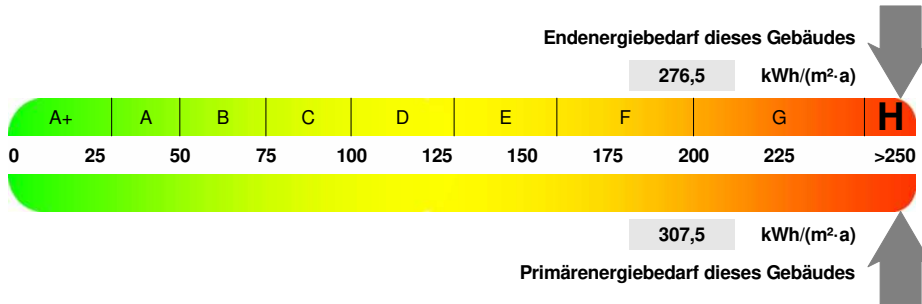 Endenergiebedarf dieses Gebäudes
276,5 kWh/(m²·a)
A+ A B C D E F G H
0 25 50 75 100 125 150 175 200 225 >250
307,5 kWh/(m²·a)
Primärenergiebedarf dieses Gebäudes